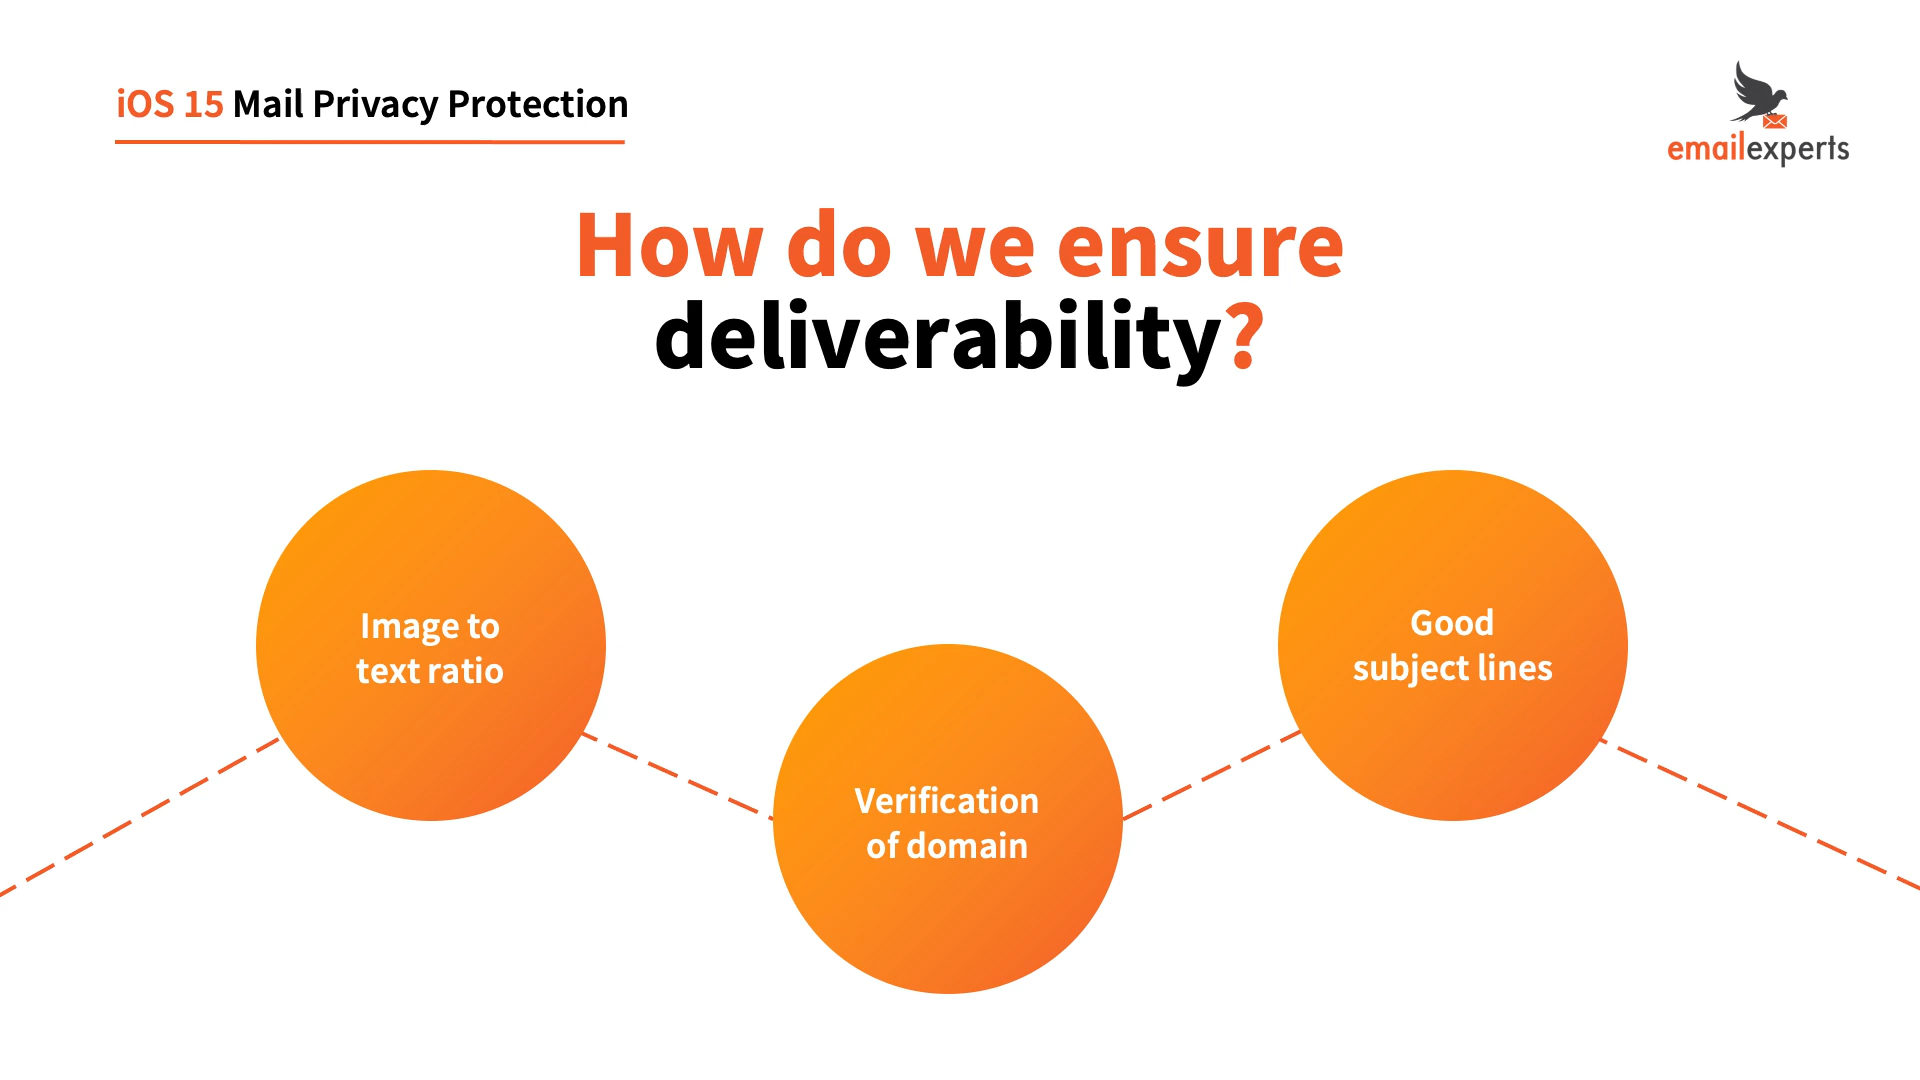 iOS 15 Mail Privacy Protection
emailexperts
How do we ensure
deliverability?
Image to
text ratio
Verification
of domain
Good
subject lines